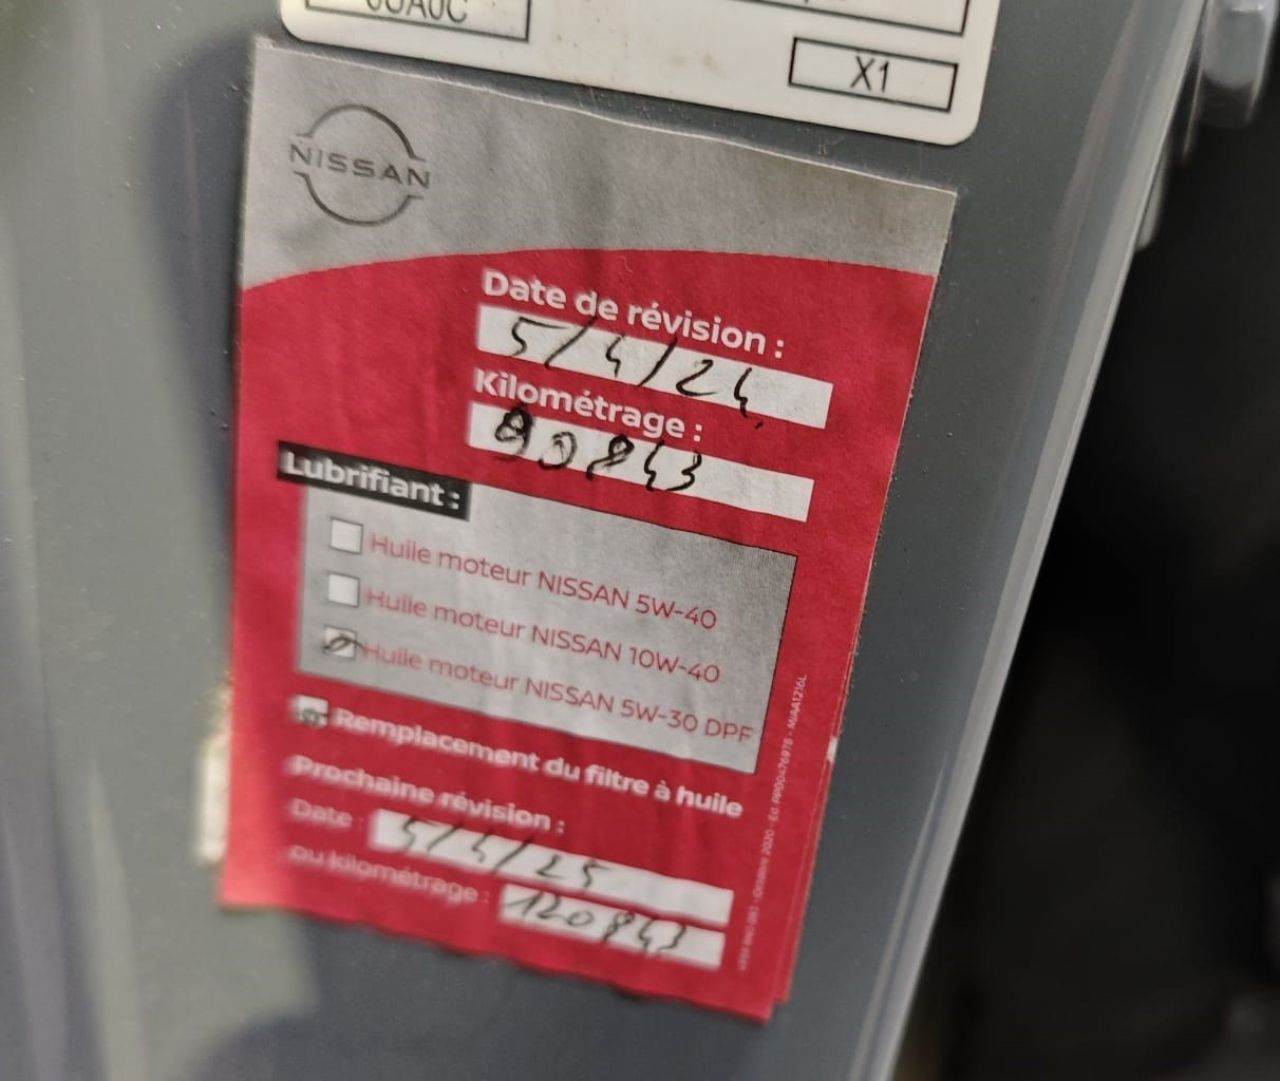 X1
NISSAN
Date de révision :
5/4/24
Kilométrage :
90843
Lubrifiant :
Huile moteur NISSAN 5W-40
Huile moteur NISSAN 10W-40
Huile moteur NISSAN 5W-30 DPF
Remplacement du filtre à huile
Prochaine révision :
Date :
5/4/25
ou kilométrage :
120843